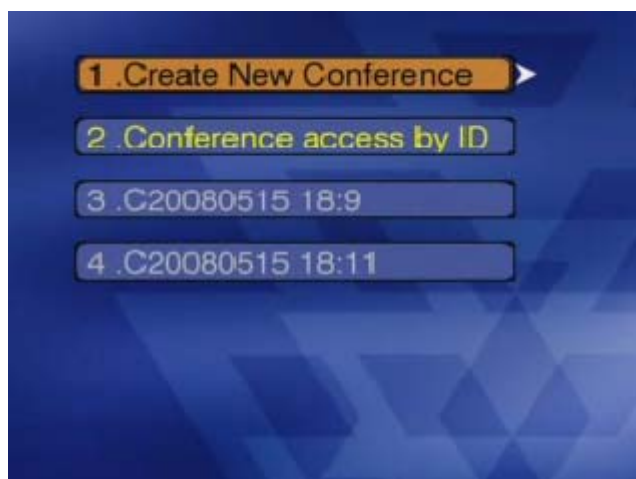 1 .Create New Conference
2 .Conference access by ID
3 .C20080515 18:9
4 .C20080515 18:11